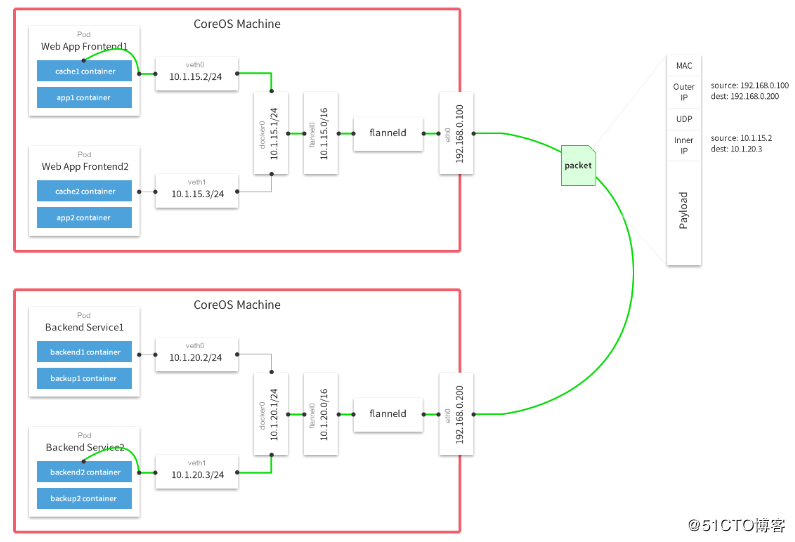 CoreOS Machine
Pod
Web App Frontend1
cache1 container
app1 container
veth0
10.1.15.2/24
docker0
10.1.15.1/24
flannel0
10.1.15.0/16
flanneld
eth0
192.168.0.100
Pod
Web App Frontend2
cache2 container
app2 container
veth1
10.1.15.3/24
packet
MAC
Outer
IP
source: 192.168.0.100
dest: 192.168.0.200
UDP
Inner
IP
source: 10.1.15.2
dest: 10.1.20.3
Payload
CoreOS Machine
Pod
Backend Service1
backend1 container
backup1 container
veth0
10.1.20.2/24
docker0
10.1.20.1/24
flannel0
10.1.20.0/16
flanneld
eth0
192.168.0.200
Pod
Backend Service2
backend2 container
backup2 container
veth1
10.1.20.3/24
@51CTO博客